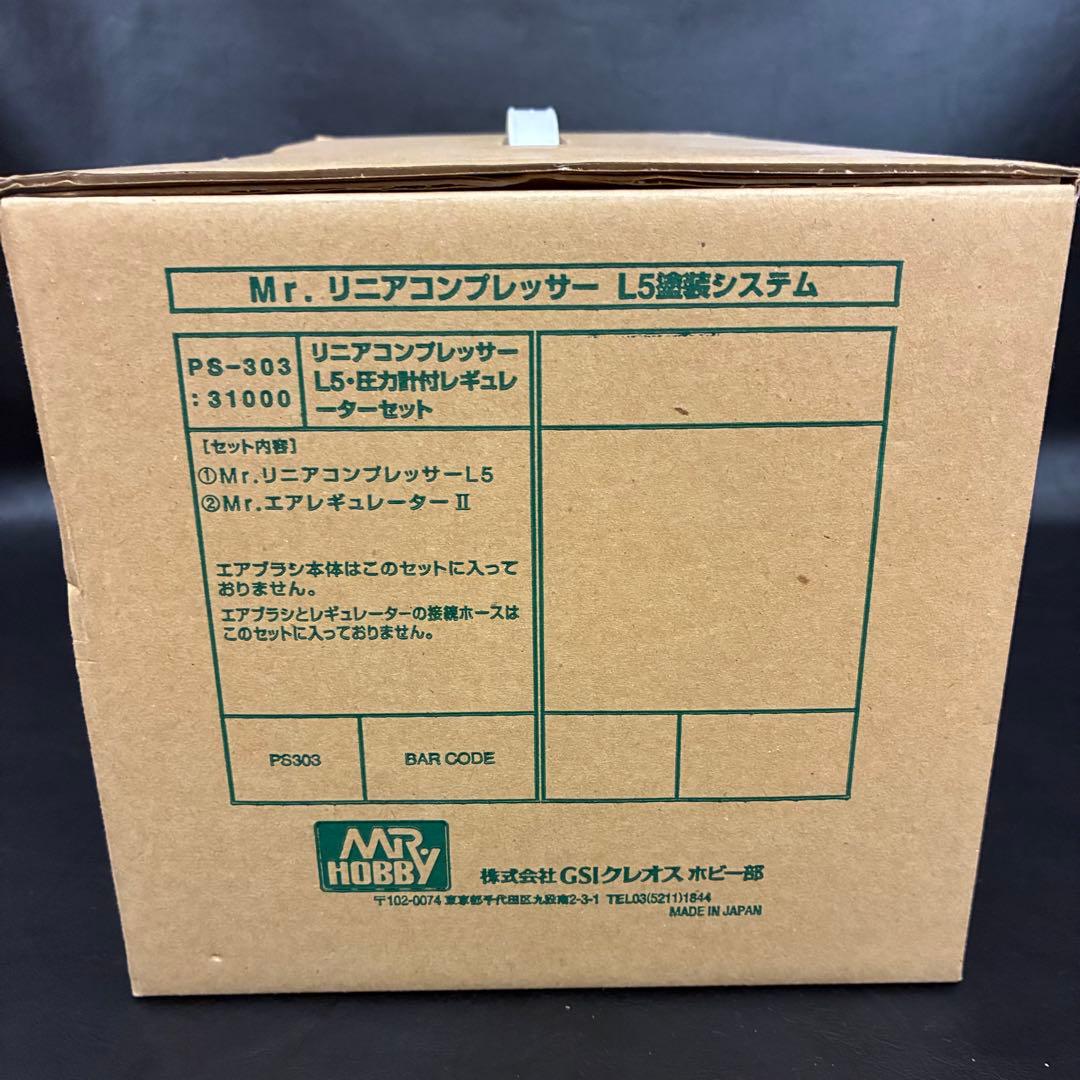 Mr. リニアコンプレッサー L5塗装システム
PS-303
:31000
リニアコンプレッサー
L5・圧力計付レギュレ
ーターセット
[セット内容]
①Mr.リニアコンプレッサーL5
②Mr.エアレギュレーターⅡ
エアブラシ本体はこのセットに入って
おりません。
エアブラシとレギュレーターの接続ホースは
このセットに入っておりません。
PS303
BAR CODE
MR.
HOBBY
株式会社 GSIクレオス ホビー部
〒102-0074 東京都千代田区九段南2-3-1 TEL03(5211)1844
MADE IN JAPAN